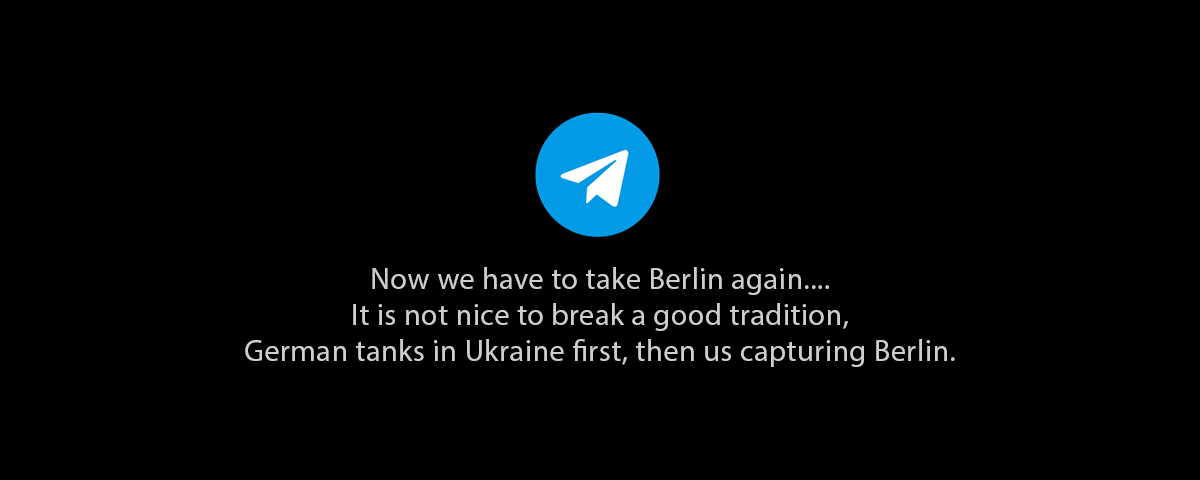 Now we have to take Berlin again....
It is not nice to break a good tradition,
German tanks in Ukraine first, then us capturing Berlin.